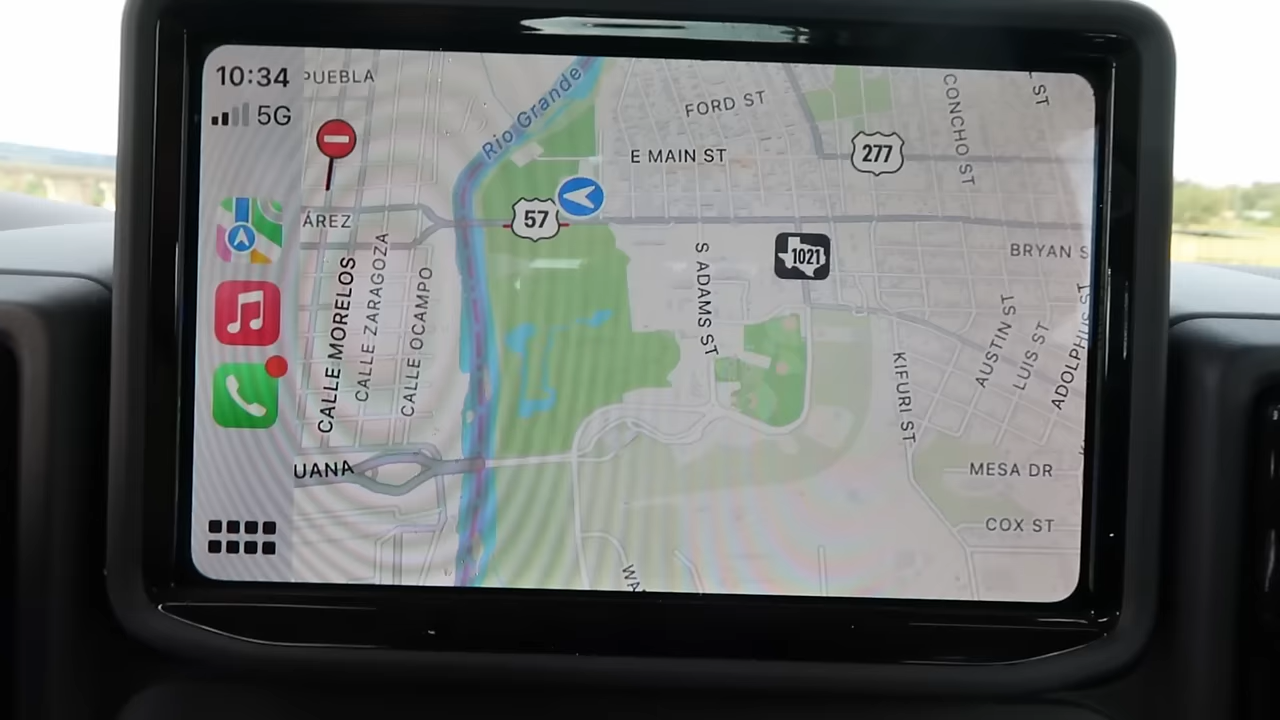 10:34
5G
PUEBLA
Rio Grande
FORD ST
CONCHO ST
ST
E MAIN ST
277
57
ÁREZ
1021
BRYAN S
S ADAMS ST
CALLE MORELOS
CALLE ZARAGOZA
CALLE OCAMPO
KIFURI ST
AUSTIN ST
LUIS ST
ADOLPHUS ST
UANA
MESA DR
COX ST
WA